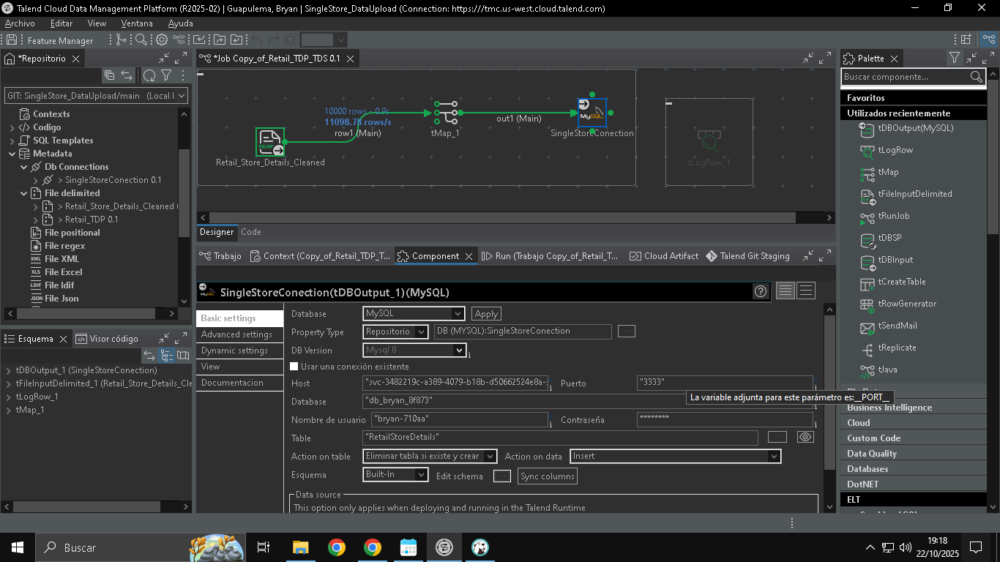 Talend Cloud Data Management Platform (R2025-02) | Guapulema, Bryan | SingleStore_DataUpload (Connection: https://tmc.us-west.cloud.talend.com)
Archivo Editar View Ventana Ayuda
Feature Manager
*Repositorio
GIT: SingleStore_DataUpload/main (Local
Contexts
Codigo
SQL Templates
Metadata
Db Connections
> SingleStoreConection 0.1
File delimited
> Retail_Store_Details_Cleaned
> Retail_TDP 0.1
File positional
File regex
XML File XML
XLS File Excel
LDIF File ldif
JSON File Json
Esquema
Visor código
tDBOutput_1 (SingleStoreConection)
tFileInputDelimited_1 (Retail_Store_Details_Cle
tLogRow_1
tMap_1
*Job Copy_of_Retail_TDP_TDS 0.1
10000 rows - 0.9s
11098.78 rows/s
row1 (Main)
Retail_Store_Details_Cleaned
tMap_1
out1 (Main)
MySQL
SingleStoreConection
tLogRow_1
Designer Code
Trabajo
Context (Copy_of_Retail_TDP_T...
Component
Run (Trabajo Copy_of_Retail_T...
Cloud Artifact
Talend Git Staging
SingleStoreConection(tDBOutput_1)(MySQL)
Basic settings
Advanced settings
Dynamic settings
View
Documentacion
Database MySQL Apply
Property Type Repositorio DB (MYSQL):SingleStoreConection ...
DB Version Mysql 8
Usar una conexión existente
Host "svc-3482219c-a389-4079-b18b-d50662524e8a- Puerto "3333"
Database "db_bryan_8f873"
La variable adjunta para este parámetro es:__PORT__
Nombre de usuario "bryan-710aa" Contraseña ********
Table "RetailStoreDetails" ...
Action on table Eliminar tabla si existe y crear Action on data Insert
Esquema Built-In Edit schema ... Sync columns
Data source
This option only applies when deploying and running in the Talend Runtime
Palette
Buscar componente...
Favoritos
Utilizados recientemente
tDBOutput(MySQL)
tLogRow
tMap
tFileInputDelimited
tRunJob
tDBSP
tDBInput
tCreateTable
tRowGenerator
tSendMail
tReplicate
tJava
Business Intelligence
Cloud
Custom Code
Data Quality
Databases
DotNET
ELT
Buscar
19:18
22/10/2025